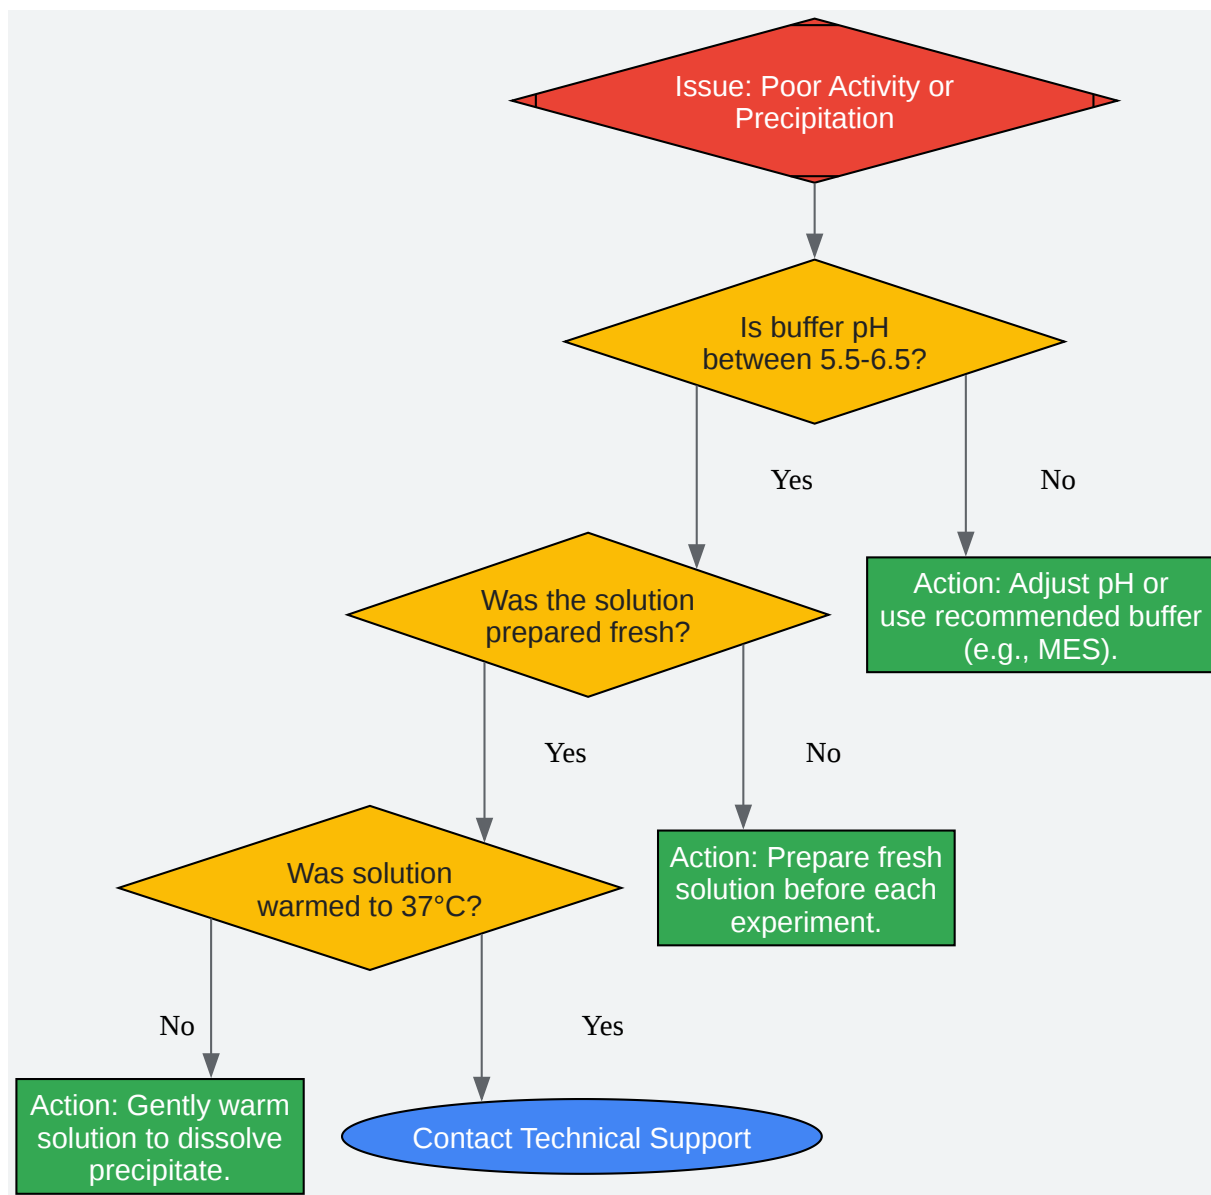 Issue: Poor Activity or
Precipitation
Is buffer pH
between 5.5-6.5?
Yes
No
Was the solution
prepared fresh?
Action: Adjust pH or
use recommended buffer
(e.g., MES).
Yes
No
Was solution
warmed to 37°C?
Action: Prepare fresh
solution before each
experiment.
No
Yes
Action: Gently warm
solution to dissolve
precipitate.
Contact Technical Support